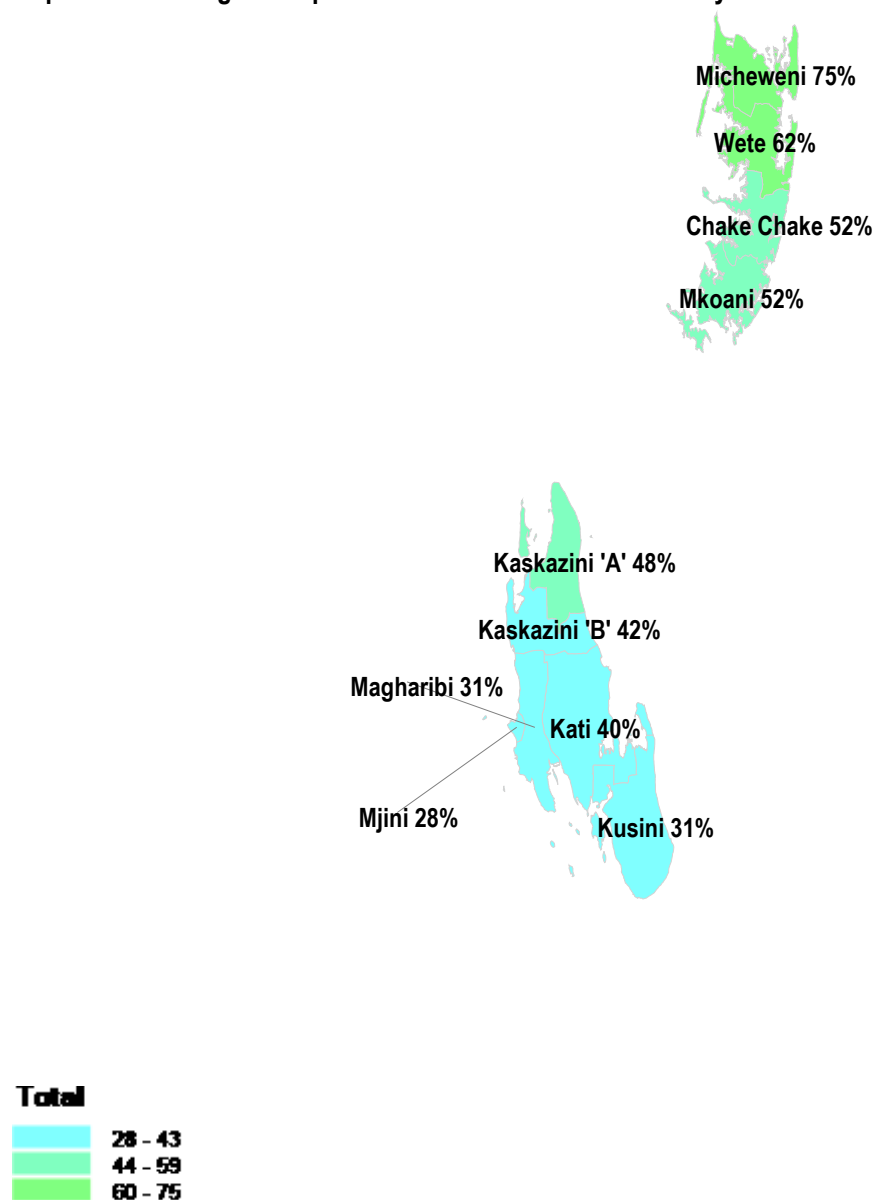 Micheweni 75%
Wete 62%
Chake Chake 52%
Mkoani 52%
Kaskazini 'A' 48%
Kaskazini 'B' 42%
Magharibi 31%
Kati 40%
Mjini 28%
Kusini 31%
Total
28 - 43
44 - 59
60 - 75